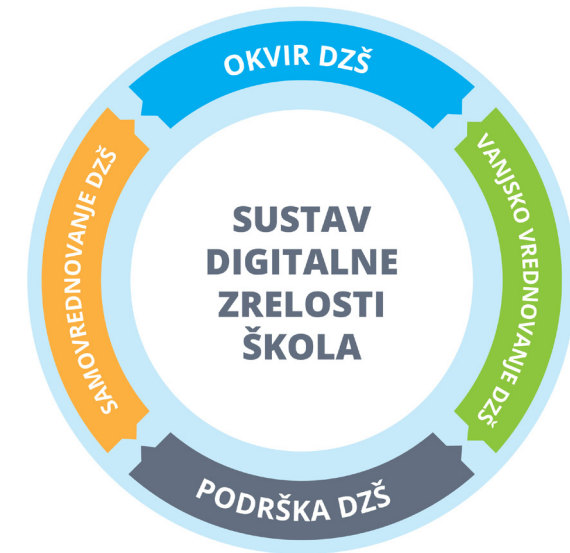 OKVIR DZŠ
VANJSKO VREDNOVANJE DZŠ
SUSTAV
DIGITALNE
ZRELOSTI
ŠKOLA
SAMOVREDNOVANJE DZŠ
PODRŠKA DZŠ